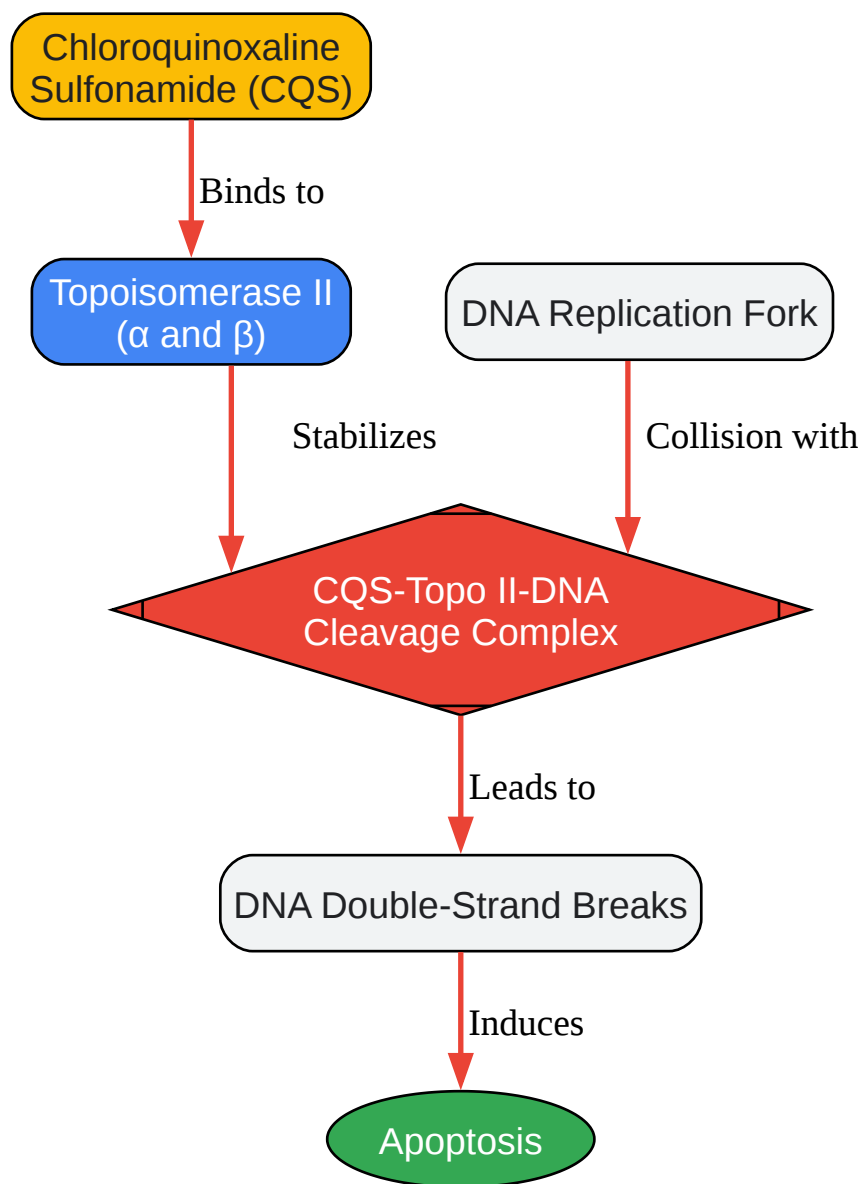 Chloroquinoxaline
Sulfonamide (CQS)
Binds to
Topoisomerase II
(α and β)
DNA Replication Fork
Stabilizes
Collision with
CQS-Topo II-DNA
Cleavage Complex
Leads to
DNA Double-Strand Breaks
Induces
Apoptosis